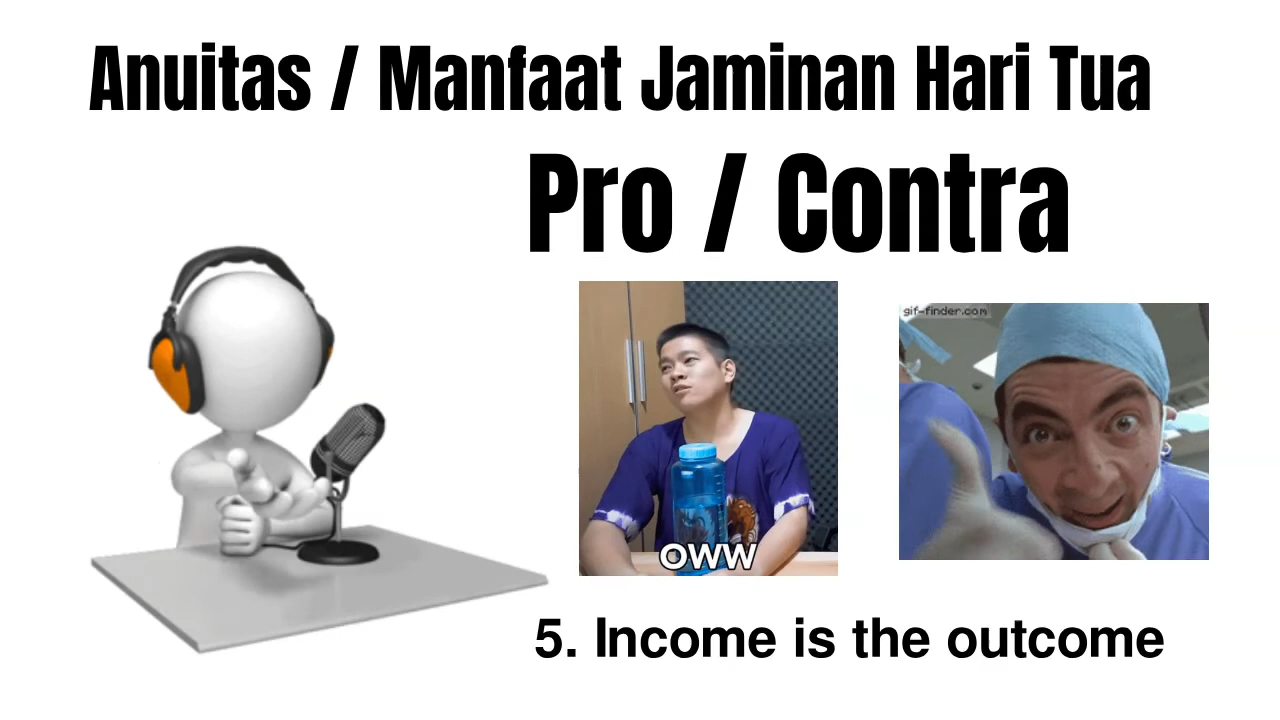 Anuitas / Manfaat Jaminan Hari Tua
Pro / Contra
gif-finder.com
OWW
5. Income is the outcome